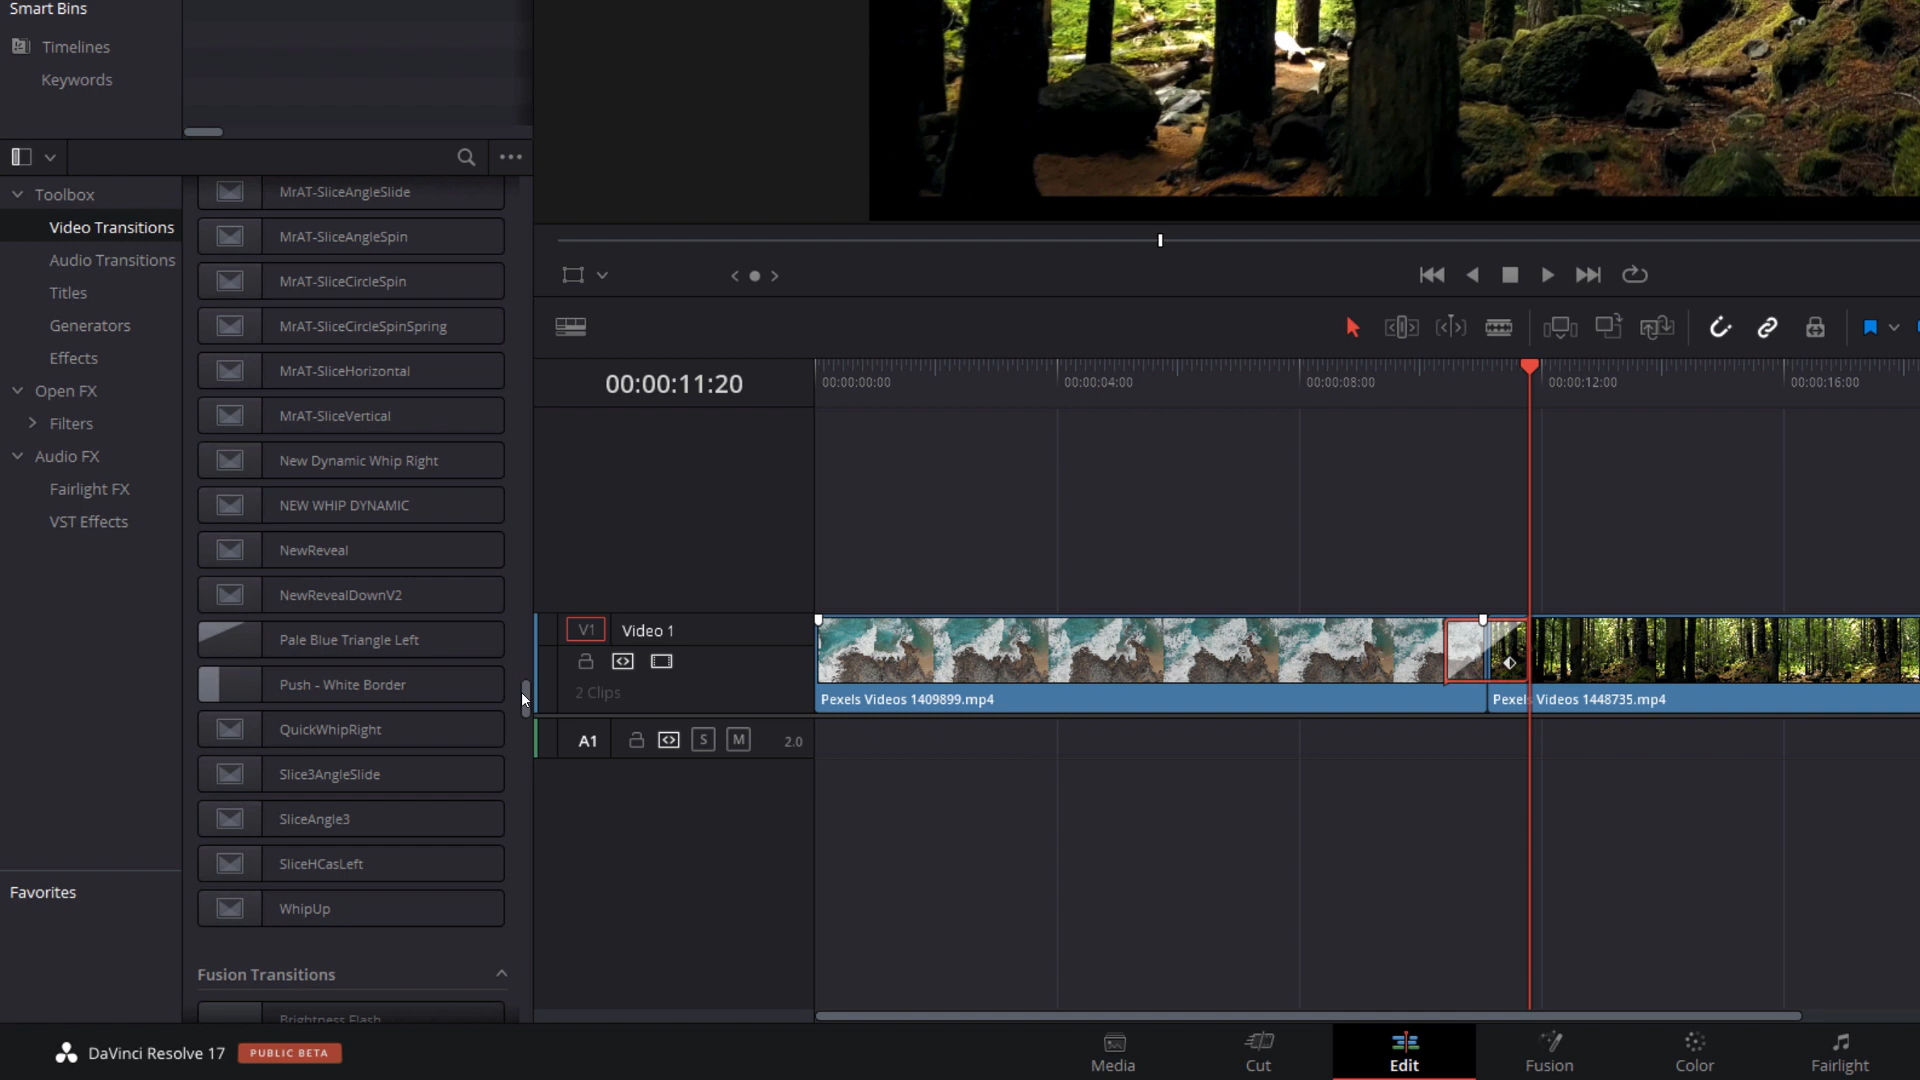 Smart Bins
Timelines
Keywords
Toolbox
Video Transitions
Audio Transitions
Titles
Generators
Effects
Open FX
Filters
Audio FX
Fairlight FX
VST Effects
Favorites
MrAT-SliceAngleSlide
MrAT-SliceAngleSpin
MrAT-SliceCircleSpin
MrAT-SliceCircleSpinSpring
MrAT-SliceHorizontal
MrAT-SliceVertical
New Dynamic Whip Right
NEW WHIP DYNAMIC
NewReveal
NewRevealDownV2
Pale Blue Triangle Left
Push - White Border
QuickWhipRight
Slice3AngleSlide
SliceAngle3
SliceHCasLeft
WhipUp
Fusion Transitions
Brightness Flash
00:00:11:20
00:00:00:00
00:00:04:00
00:00:08:00
00:00:12:00
00:00:16:00
V1 Video 1
2 Clips
Pexels Videos 1409899.mp4
Pexels Videos 1448735.mp4
A1 S M 2.0
DaVinci Resolve 17 PUBLIC BETA
Media
Cut
Edit
Fusion
Color
Fairlight